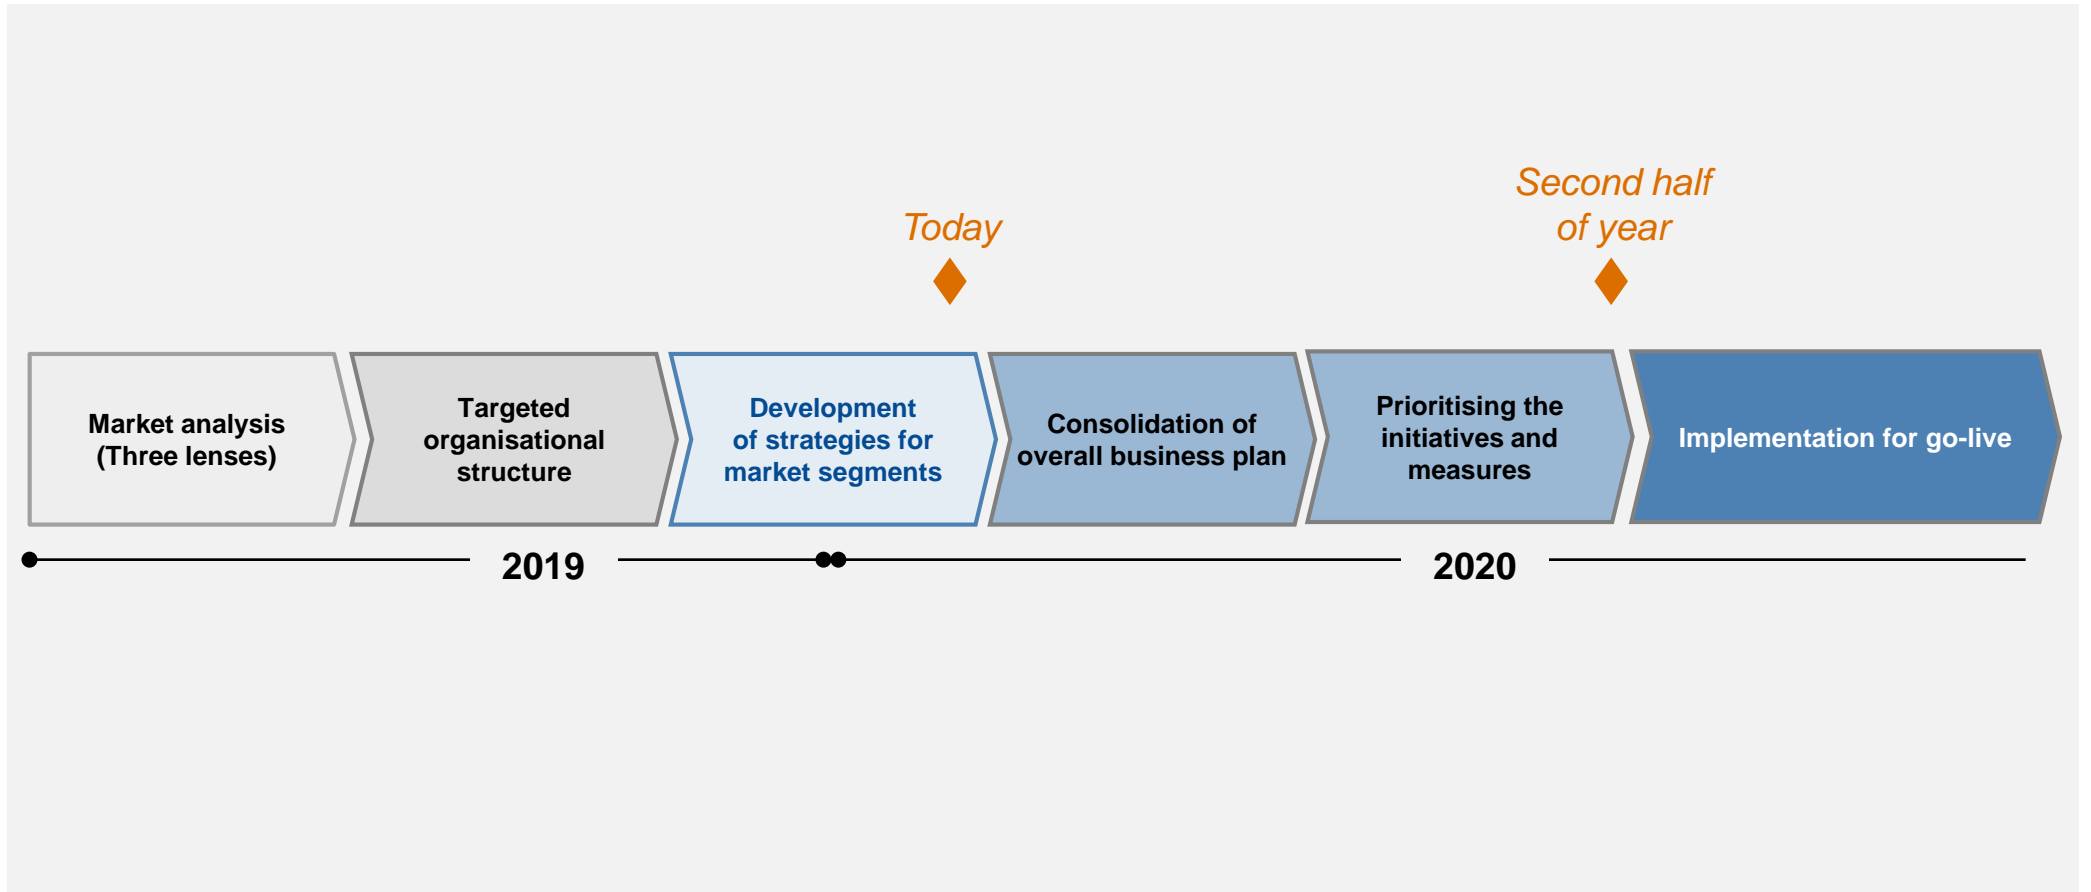 Second half
of year
Today
Market analysis
(Three lenses)
Targeted
organisational
structure
Development
of strategies for
market segments
Consolidation of
overall business plan
Prioritising the
initiatives and
measures
Implementation for go-live
2019
2020